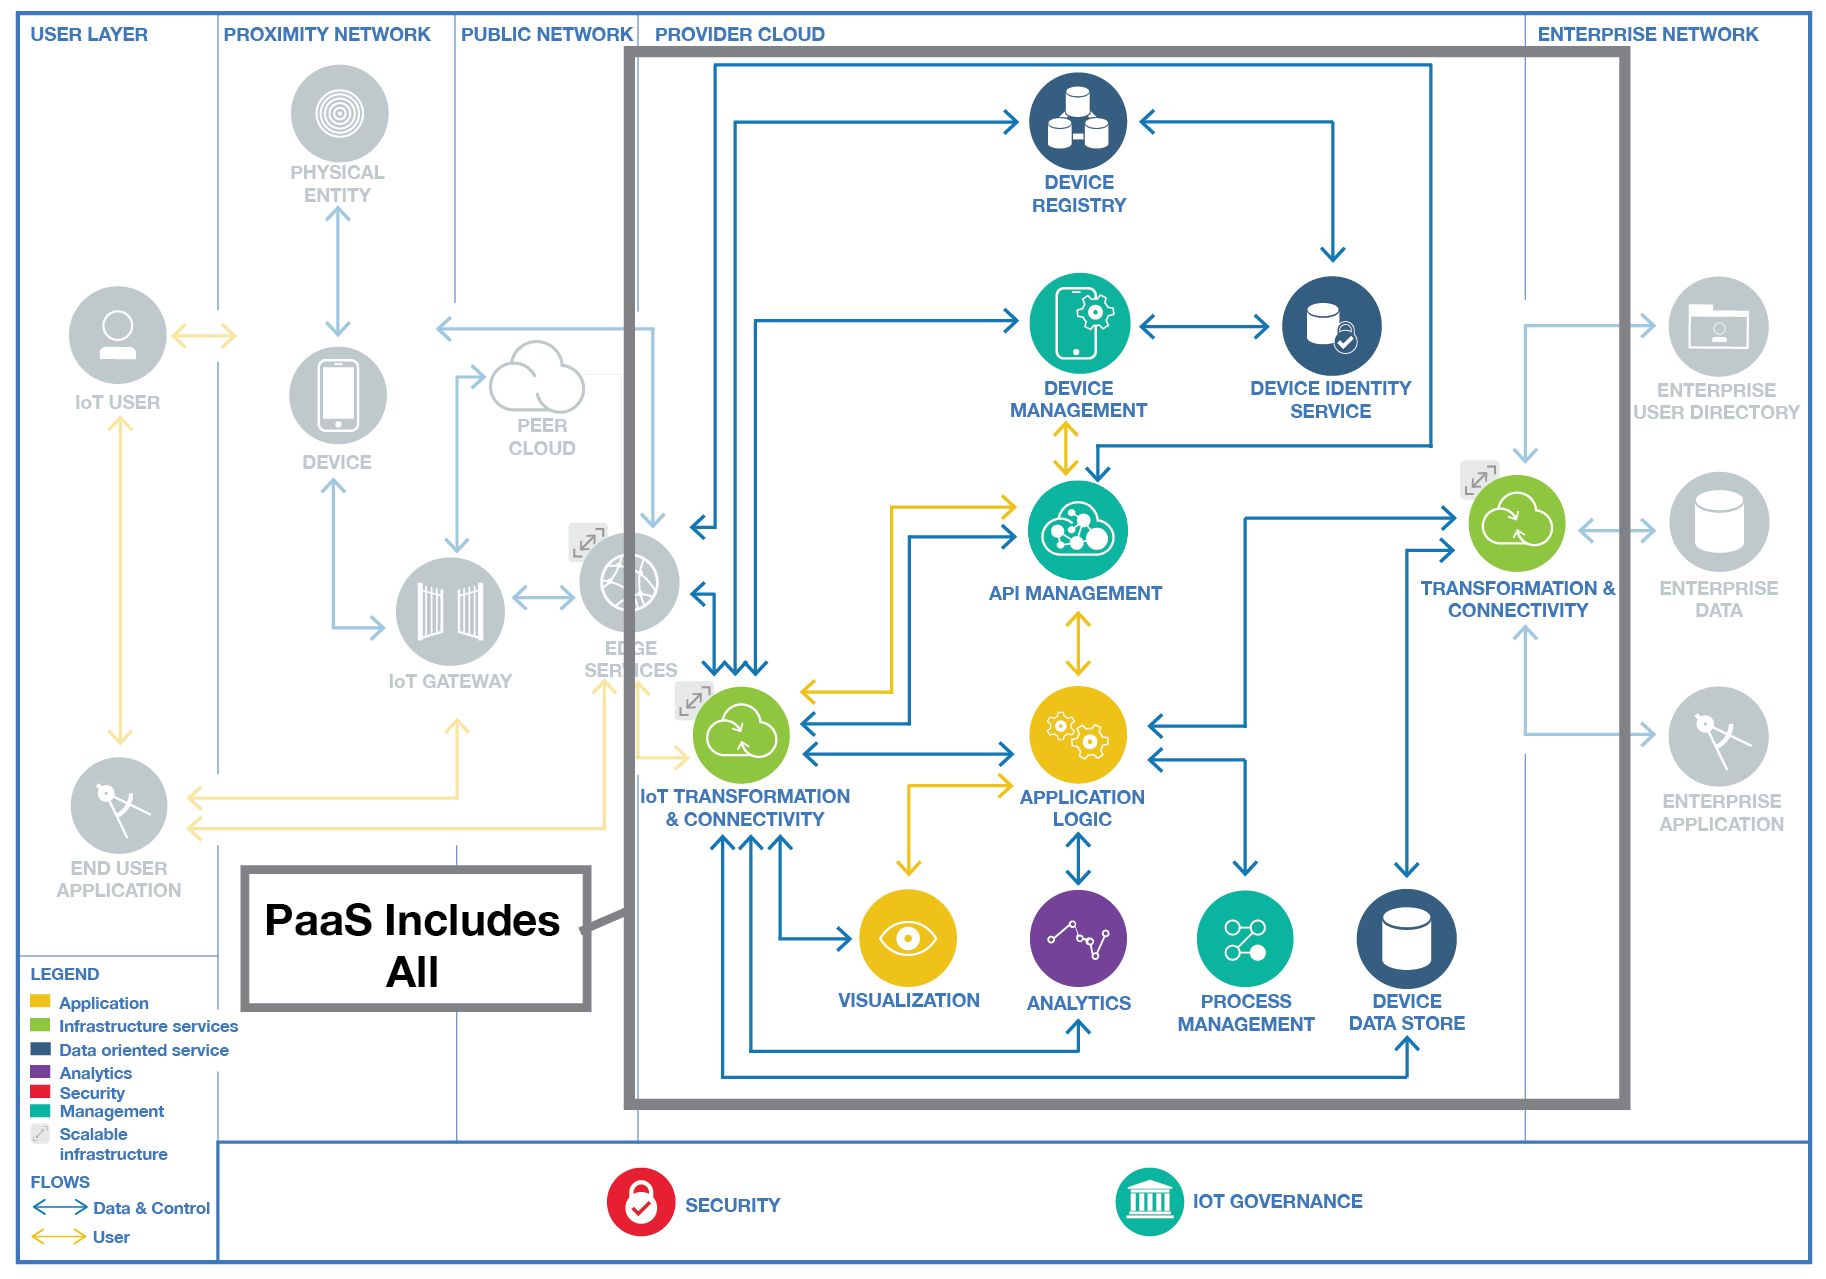 USER LAYER
PROXIMITY NETWORK
PUBLIC NETWORK
PROVIDER CLOUD
ENTERPRISE NETWORK
PHYSICAL
ENTITY
DEVICE
REGISTRY
IoT USER
DEVICE
PEER
CLOUD
DEVICE
MANAGEMENT
DEVICE IDENTITY
SERVICE
ENTERPRISE
USER DIRECTORY
API MANAGEMENT
TRANSFORMATION &
CONNECTIVITY
ENTERPRISE
DATA
IoT GATEWAY
EDGE
SERVICES
IoT TRANSFORMATION
& CONNECTIVITY
APPLICATION
LOGIC
ENTERPRISE
APPLICATION
END USER
APPLICATION
PaaS Includes
All
VISUALIZATION
ANALYTICS
PROCESS
MANAGEMENT
DEVICE
DATA STORE
LEGEND
Application
Infrastructure services
Data oriented service
Analytics
Security
Management
Scalable
infrastructure
FLOWS
Data & Control
User
SECURITY
IOT GOVERNANCE